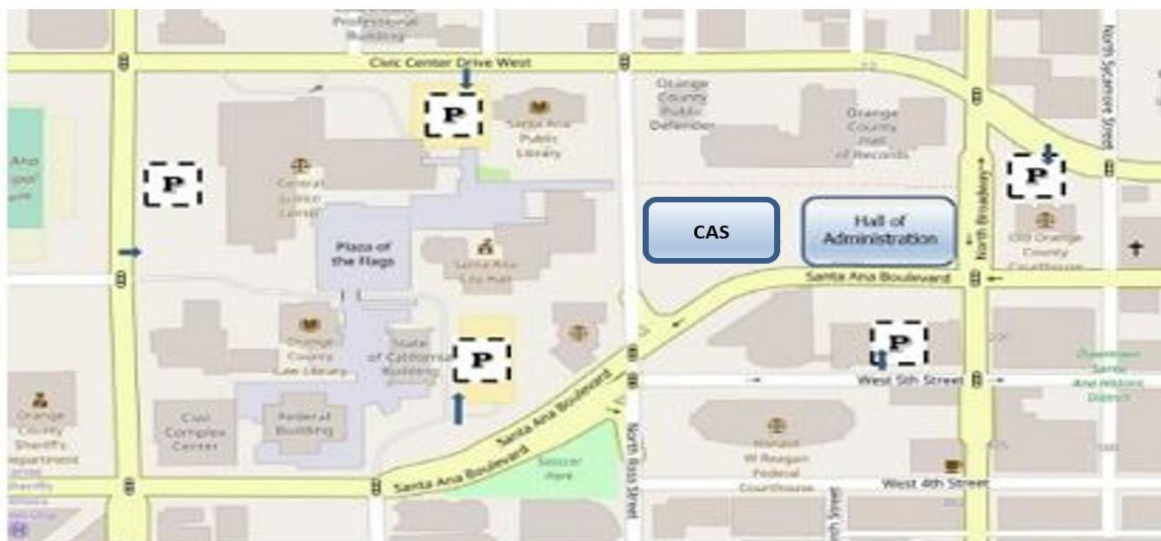 Professional
Building
Civic Center Drive West
P
Santa Ana
Public
Library
Orange
County
Public
Defender
Orange
County
Hall
of Records
North Sycamore Street
P
P
Central
Justice
Center
CAS
Hall of
Administration
North Broadway
Old Orange
County
Courthouse
Plaza of
the Flags
Santa Ana
City Hall
Santa Ana Boulevard
Orange
County
Law Library
State
of California
Building
P
P
West 5th Street
Downtown
Santa
Ana Historic
District
Orange
County
Sheriff's
Civic
Complex
Center
Federal
Building
Santa Ana Boulevard
Santa Ana Boulevard
North Ross Street
Ronald
W Reagan
Federal
Courthouse
West 4th Street